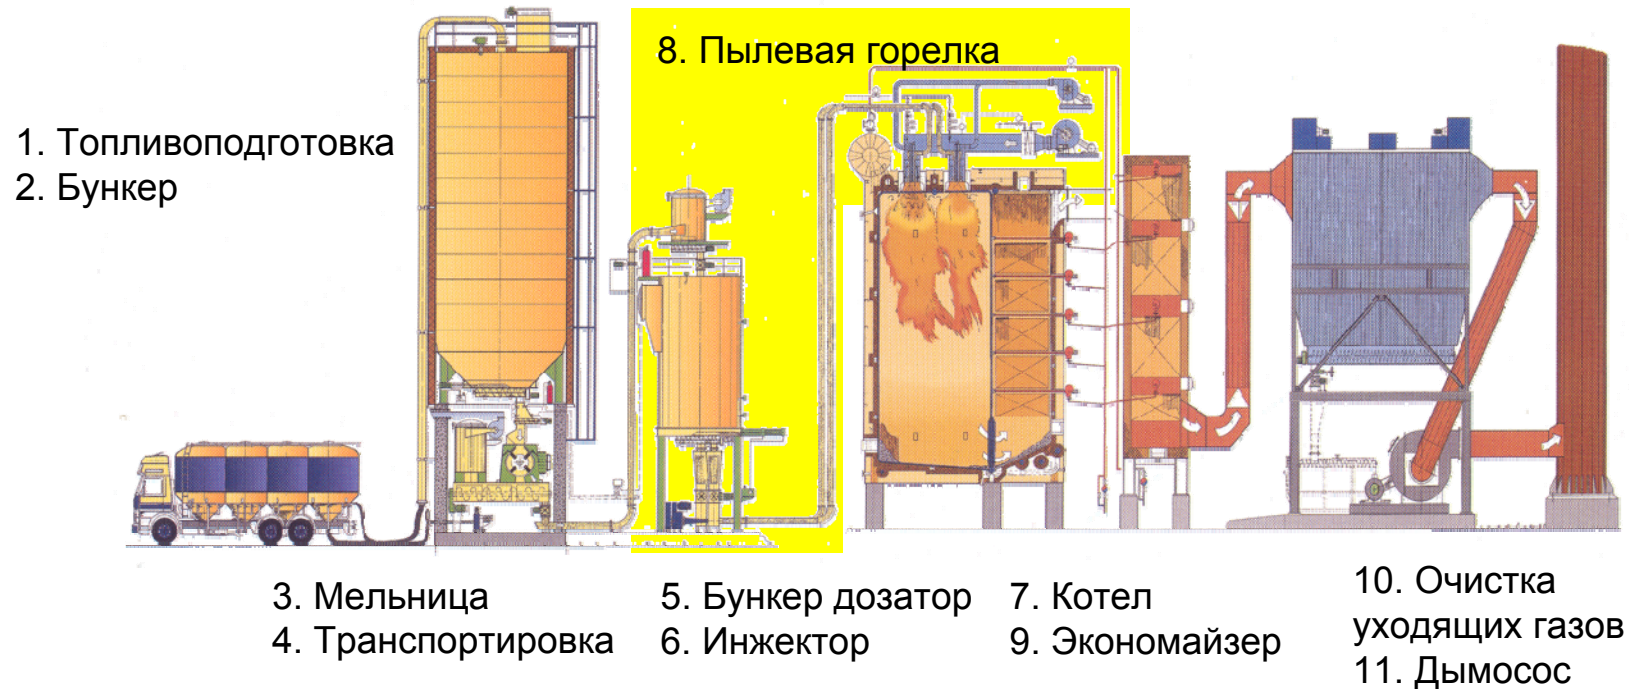 8. Пылевая горелка
1. Топливоподготовка
2. Бункер
3. Мельница
4. Транспортировка
5. Бункер дозатор
6. Инжектор
7. Котел
9. Экономайзер
10. Очистка
уходящих газов
11. Дымосос